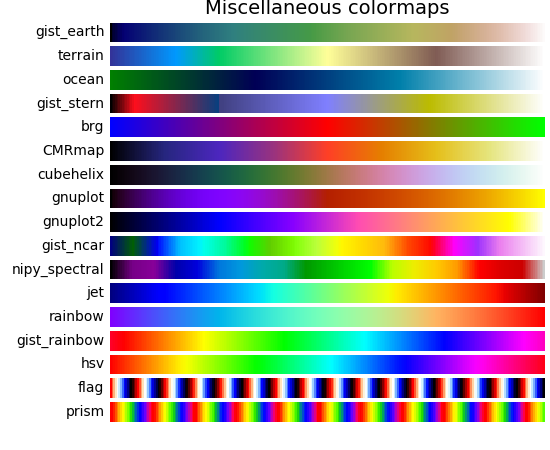 Miscellaneous colormaps
gist_earth
terrain
ocean
gist_stern
brg
CMRmap
cubehelix
gnuplot
gnuplot2
gist_ncar
nipy_spectral
jet
rainbow
gist_rainbow
hsv
flag
prism